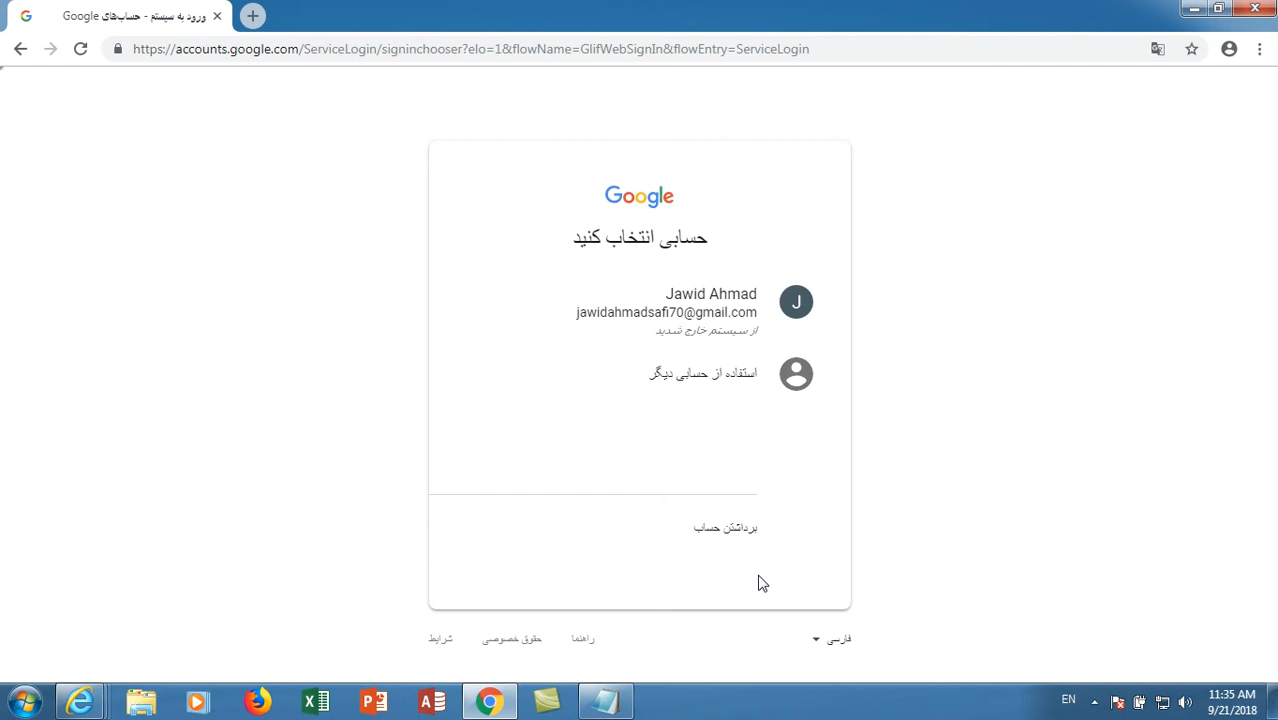 ورود به سیستم - حساب‌های Google
https://accounts.google.com/ServiceLogin/signinchooser?elo=1&flowName=GlifWebSignIn&flowEntry=ServiceLogin
Google
حسابی انتخاب کنید
J
Jawid Ahmad
jawidahmadsafi70@gmail.com
از سیستم خارج شدید
استفاده از حسابی دیگر
برداشتن حساب
فارسی
راهنما
حقوق خصوصی
شرایط
EN
11:35 AM
9/21/2018